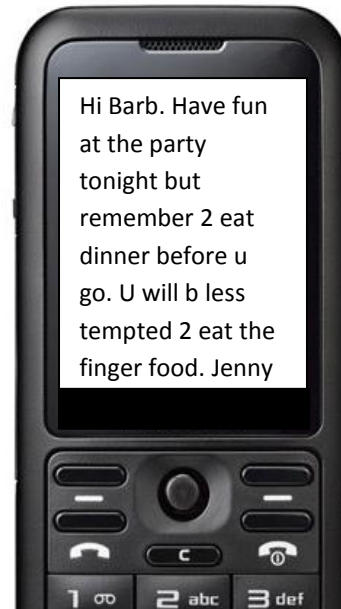 Hi Barb. Have fun
at the party
tonight but
remember 2 eat
dinner before u
go. U will b less
tempted 2 eat the
finger food. Jenny
C
1 2 abc 3 def